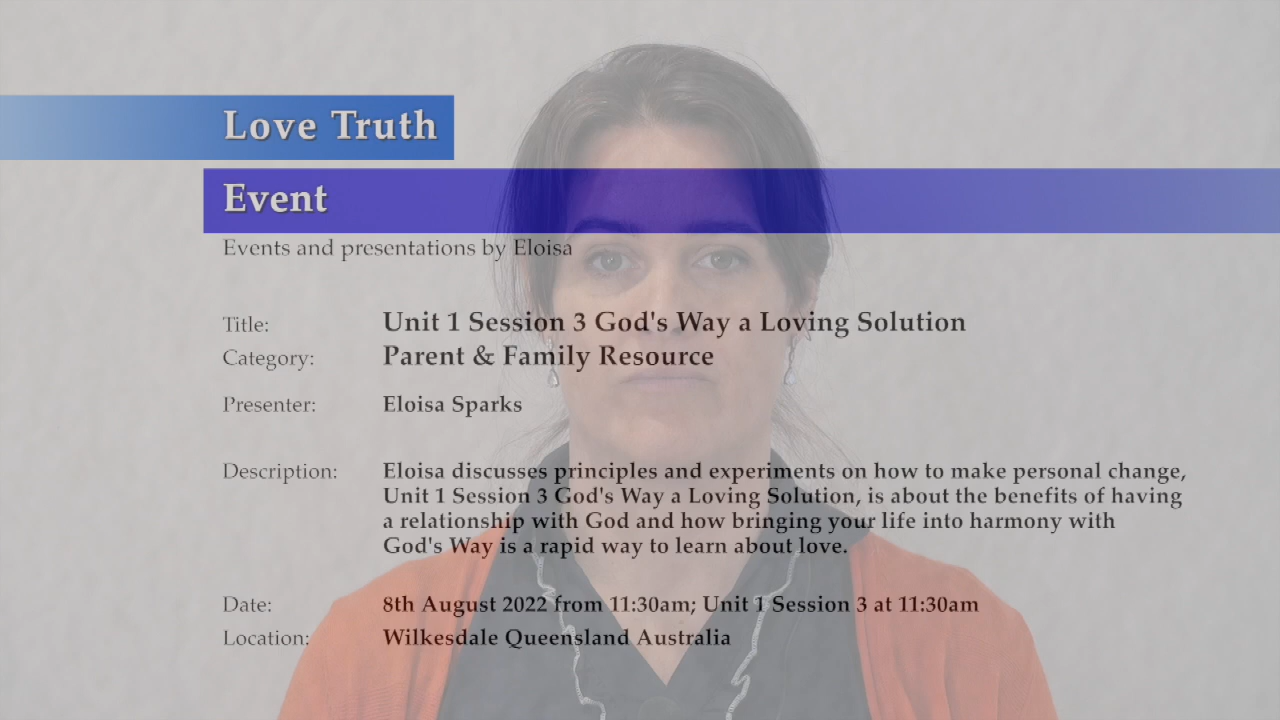 Love Truth
Event
Events and presentations by Eloisa
Title: Unit 1 Session 3 God's Way a Loving Solution
Category: Parent & Family Resource
Presenter: Eloisa Sparks
Description: Eloisa discusses principles and experiments on how to make personal change,
Unit 1 Session 3 God's Way a Loving Solution, is about the benefits of having
a relationship with God and how bringing your life into harmony with
God's Way is a rapid way to learn about love.
Date: 8th August 2022 from 11:30am; Unit 1 Session 3 at 11:30am
Location: Wilkesdale Queensland Australia